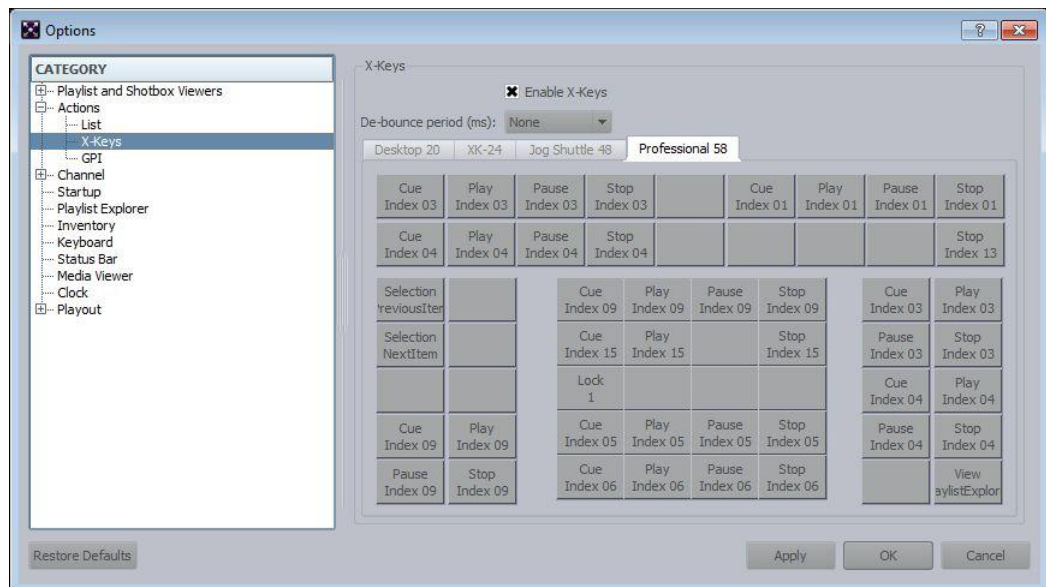 Options
CATEGORY
Playlist and Shotbox Viewers
Actions
List
X-Keys
GPI
Channel
Startup
Playlist Explorer
Inventory
Keyboard
Status Bar
Media Viewer
Clock
Playout
X-Keys
Enable X-Keys
De-bounce period (ms): None
Desktop 20 XK-24 Jog Shuttle 48 Professional 58
Cue Play Pause Stop Cue Play Pause Stop
Index 03 Index 03 Index 03 Index 03 Index 01 Index 01 Index 01 Index 01
Cue Play Pause Stop Stop
Index 04 Index 04 Index 04 Index 04 Index 13
Selection Cue Play Pause Stop Cue Play
PreviousIter Index 09 Index 09 Index 09 Index 09 Index 03 Index 03
Selection Cue Play Stop Pause Stop
NextItem Index 15 Index 15 Index 15 Index 03 Index 03
Lock Cue Play
1 Index 04 Index 04
Cue Play Cue Play Pause Stop Pause Stop
Index 09 Index 09 Index 05 Index 05 Index 05 Index 05 Index 04 Index 04
Pause Stop Cue Play Pause Stop View
Index 09 Index 09 Index 06 Index 06 Index 06 Index 06 aylistExplor
Restore Defaults Apply OK Cancel